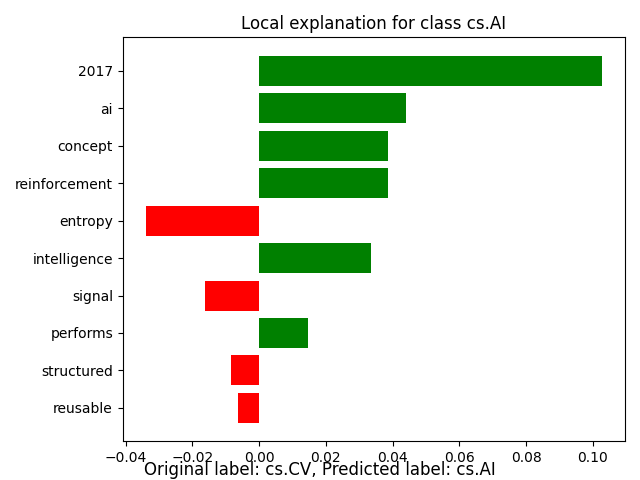 Local explanation for class cs.AI
2017
ai
concept
reinforcement
entropy
intelligence
signal
performs
structured
reusable
−0.04 −0.02 0.00 0.02 0.04 0.06 0.08 0.10
Original label: cs.CV, Predicted label: cs.AI